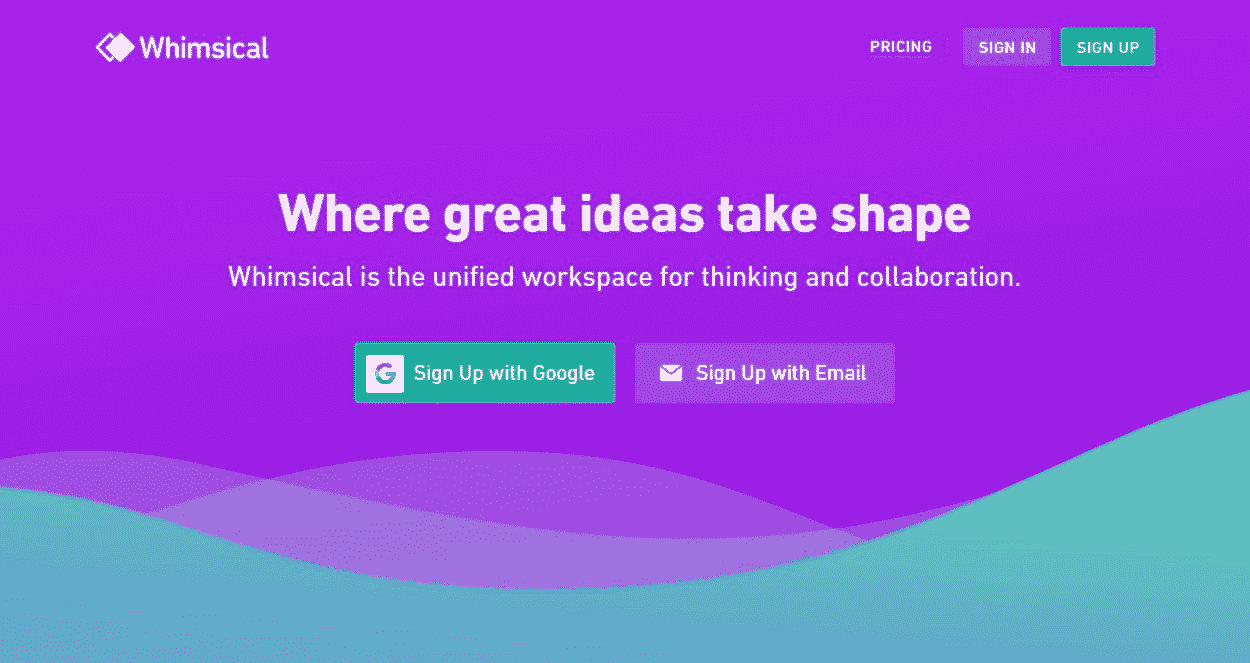 Whimsical
PRICING
SIGN IN
SIGN UP
Where great ideas take shape
Whimsical is the unified workspace for thinking and collaboration.
G Sign Up with Google
Sign Up with Email